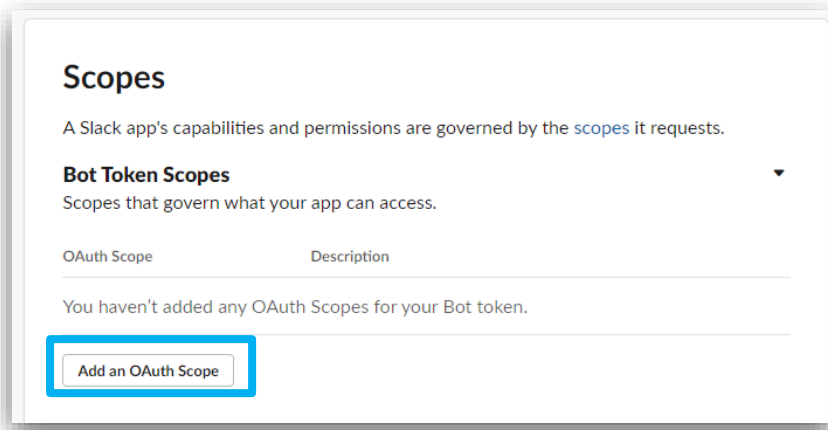 Scopes
A Slack app's capabilities and permissions are governed by the scopes it requests.
Bot Token Scopes
Scopes that govern what your app can access.
OAuth Scope Description
You haven’t added any OAuth Scopes for your Bot token.
Add an OAuth Scope